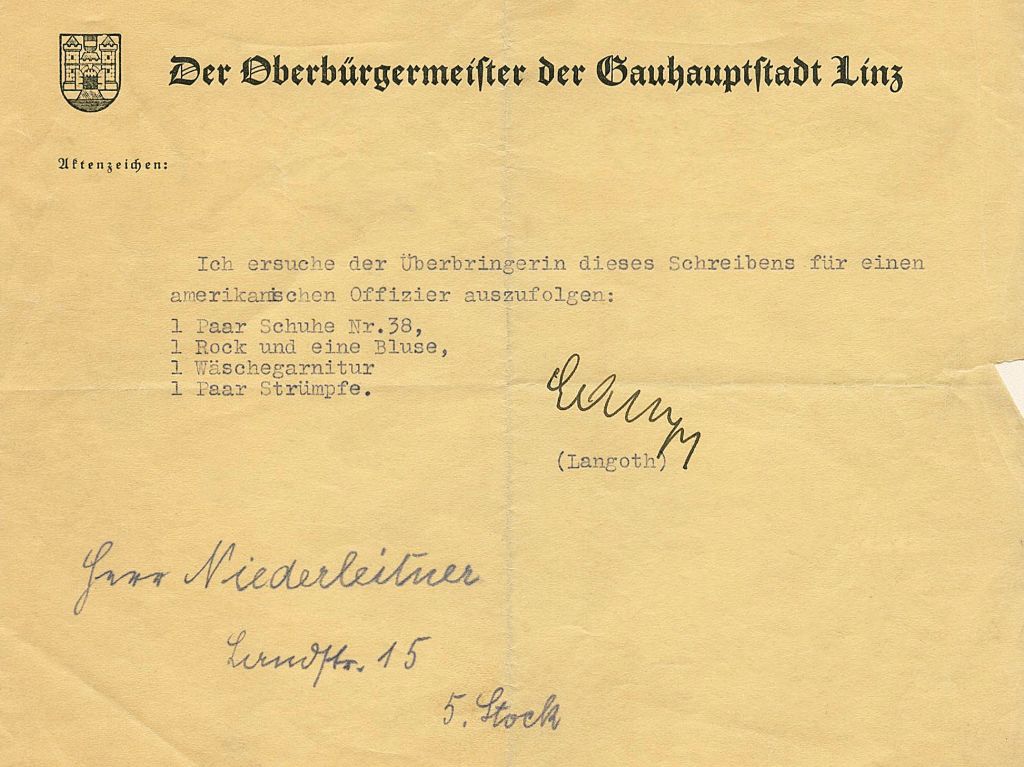 Der Oberbürgermeister der Gauhauptstadt Linz
Aktenzeichen:
Ich ersuche der Überbringerin dieses Schreibens für einen
amerikanischen Offizier auszufolgen:
1 Paar Schuhe Nr.38,
1 Rock und eine Bluse,
1 Wäschegarnitur
1 Paar Strümpfe.
(Langoth)
Herr Niederleitner
Landstr. 15
5. Stock